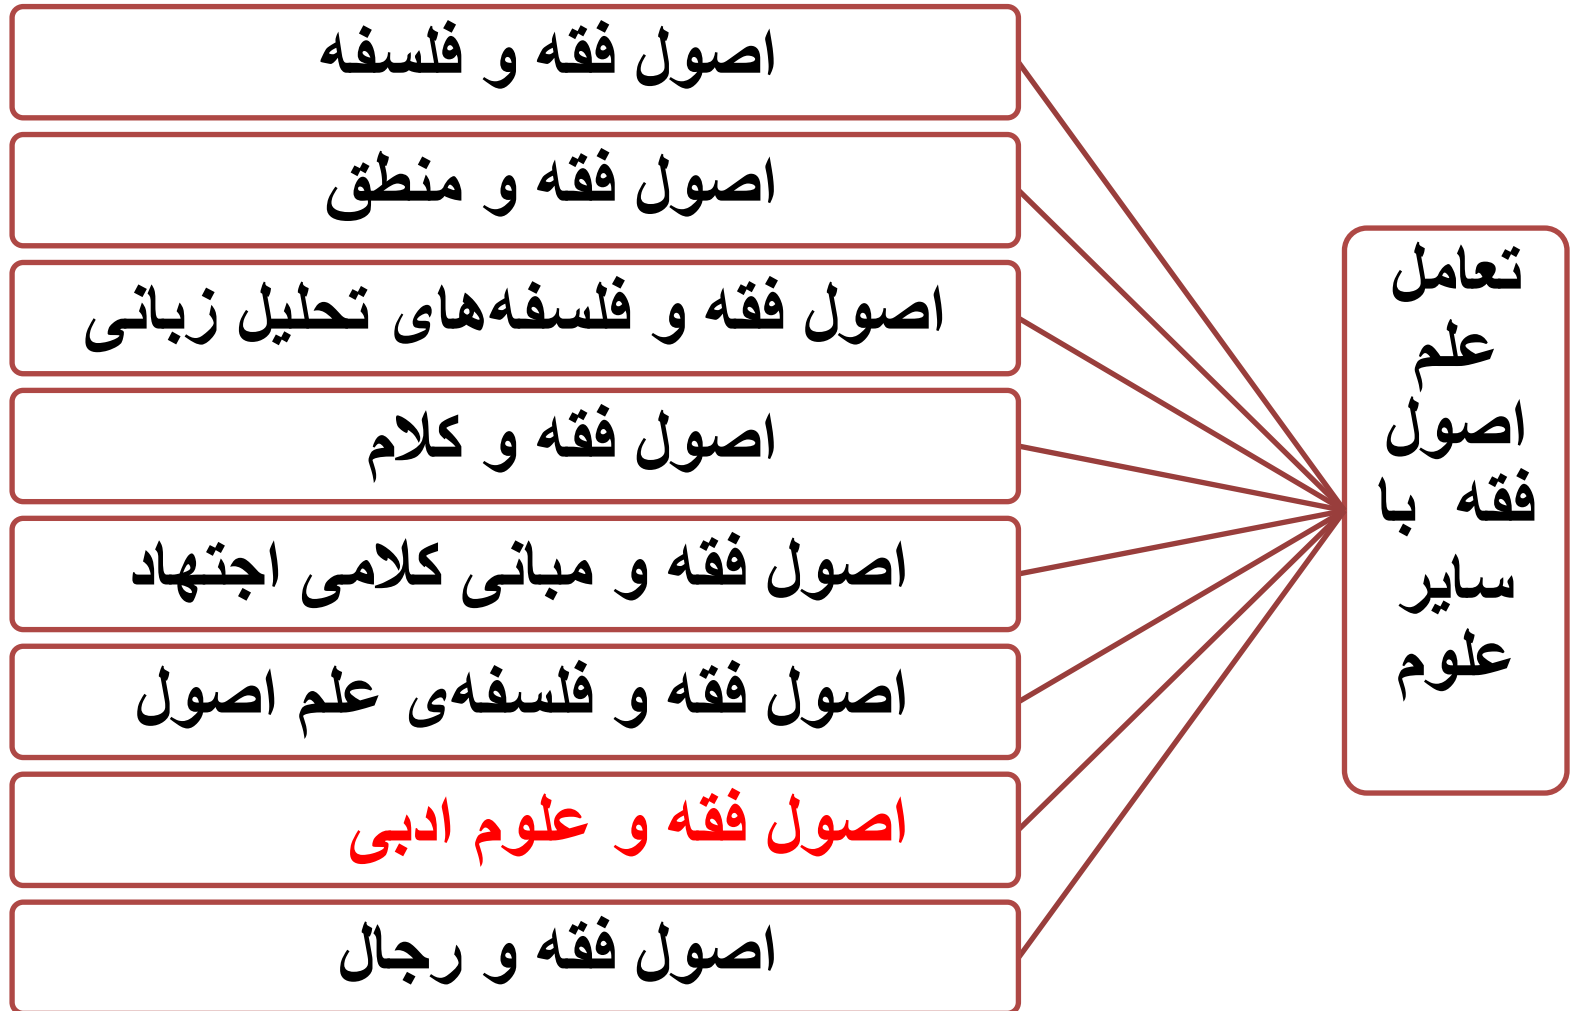 تعامل
علم
اصول
فقه با
سایر
علوم
اصول فقه و فلسفه
اصول فقه و منطق
اصول فقه و فلسفه‌های تحلیل زبانی
اصول فقه و کلام
اصول فقه و مبانی کلامی اجتهاد
اصول فقه و فلسفه‌ی علم اصول
اصول فقه و علوم ادبی
اصول فقه و رجال